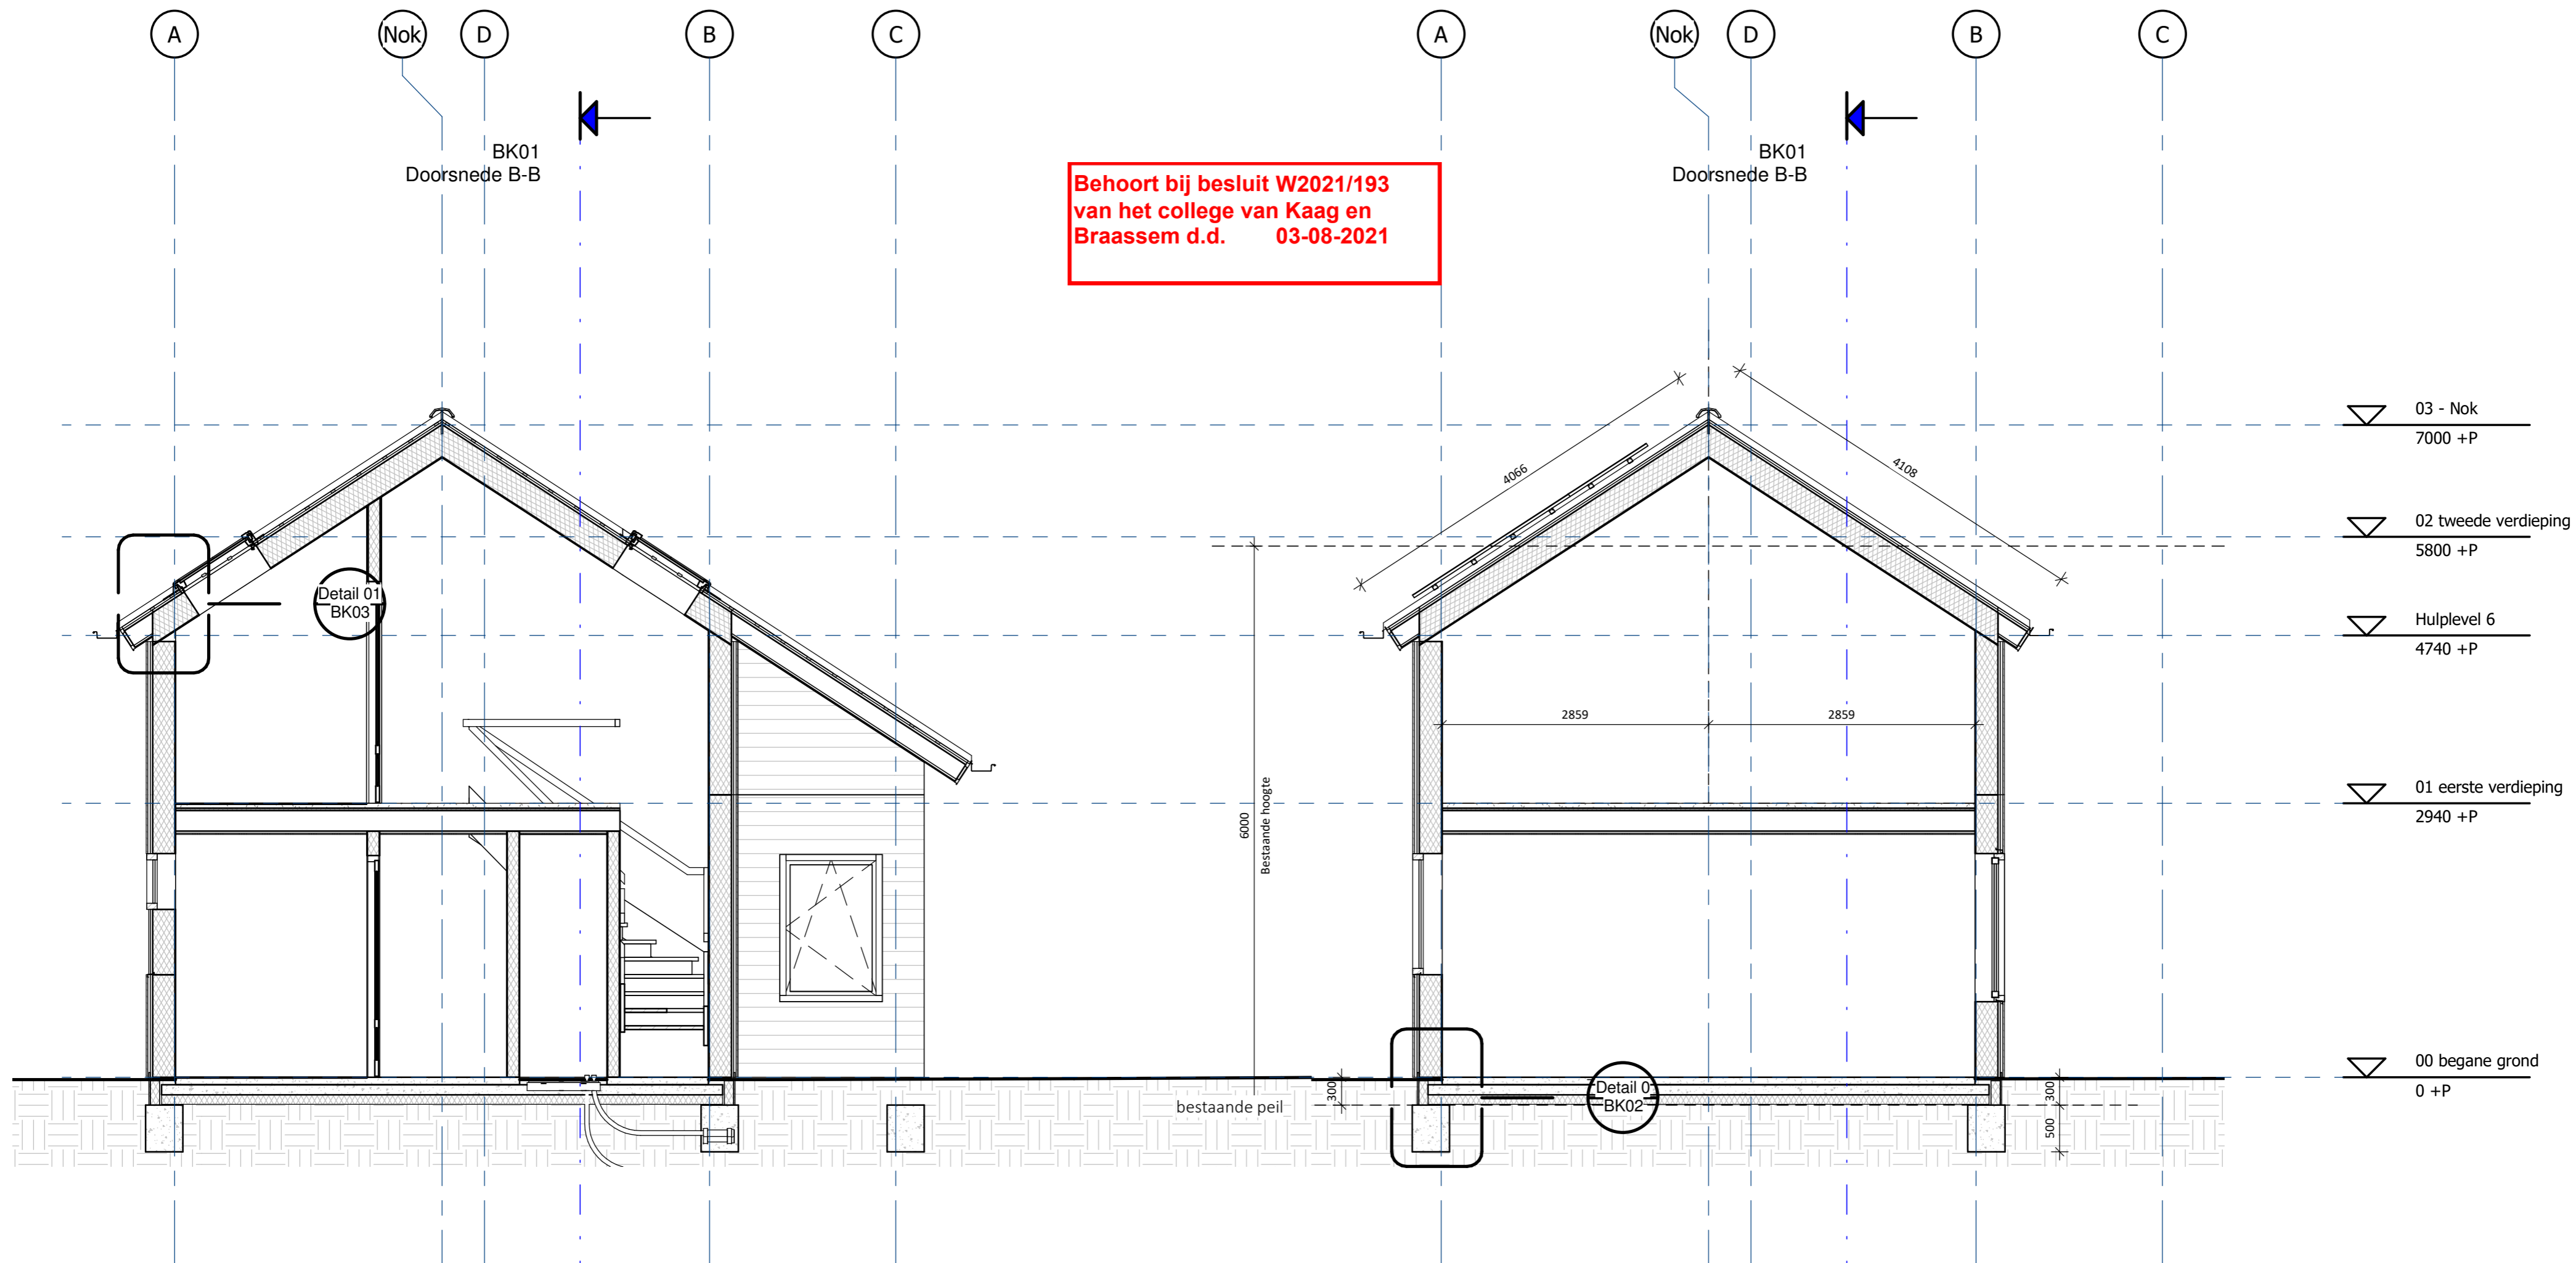 A
Nok
D
B
C
A
Nok
D
B
C
BK01
Doorsnede B-B
BK01
Doorsnede B-B
Behoort bij besluit W2021/193
van het college van Kaag en
Braassem d.d. 03-08-2021
03 - Nok
7000 +P
4066
4108
02 tweede verdieping
5800 +P
Detail 01
BK03
Hulplevel 6
4740 +P
2859
2859
01 eerste verdieping
2940 +P
6000
Bestaande hoogte
00 begane grond
0 +P
300
bestaande peil
Detail 0
BK02
300
500